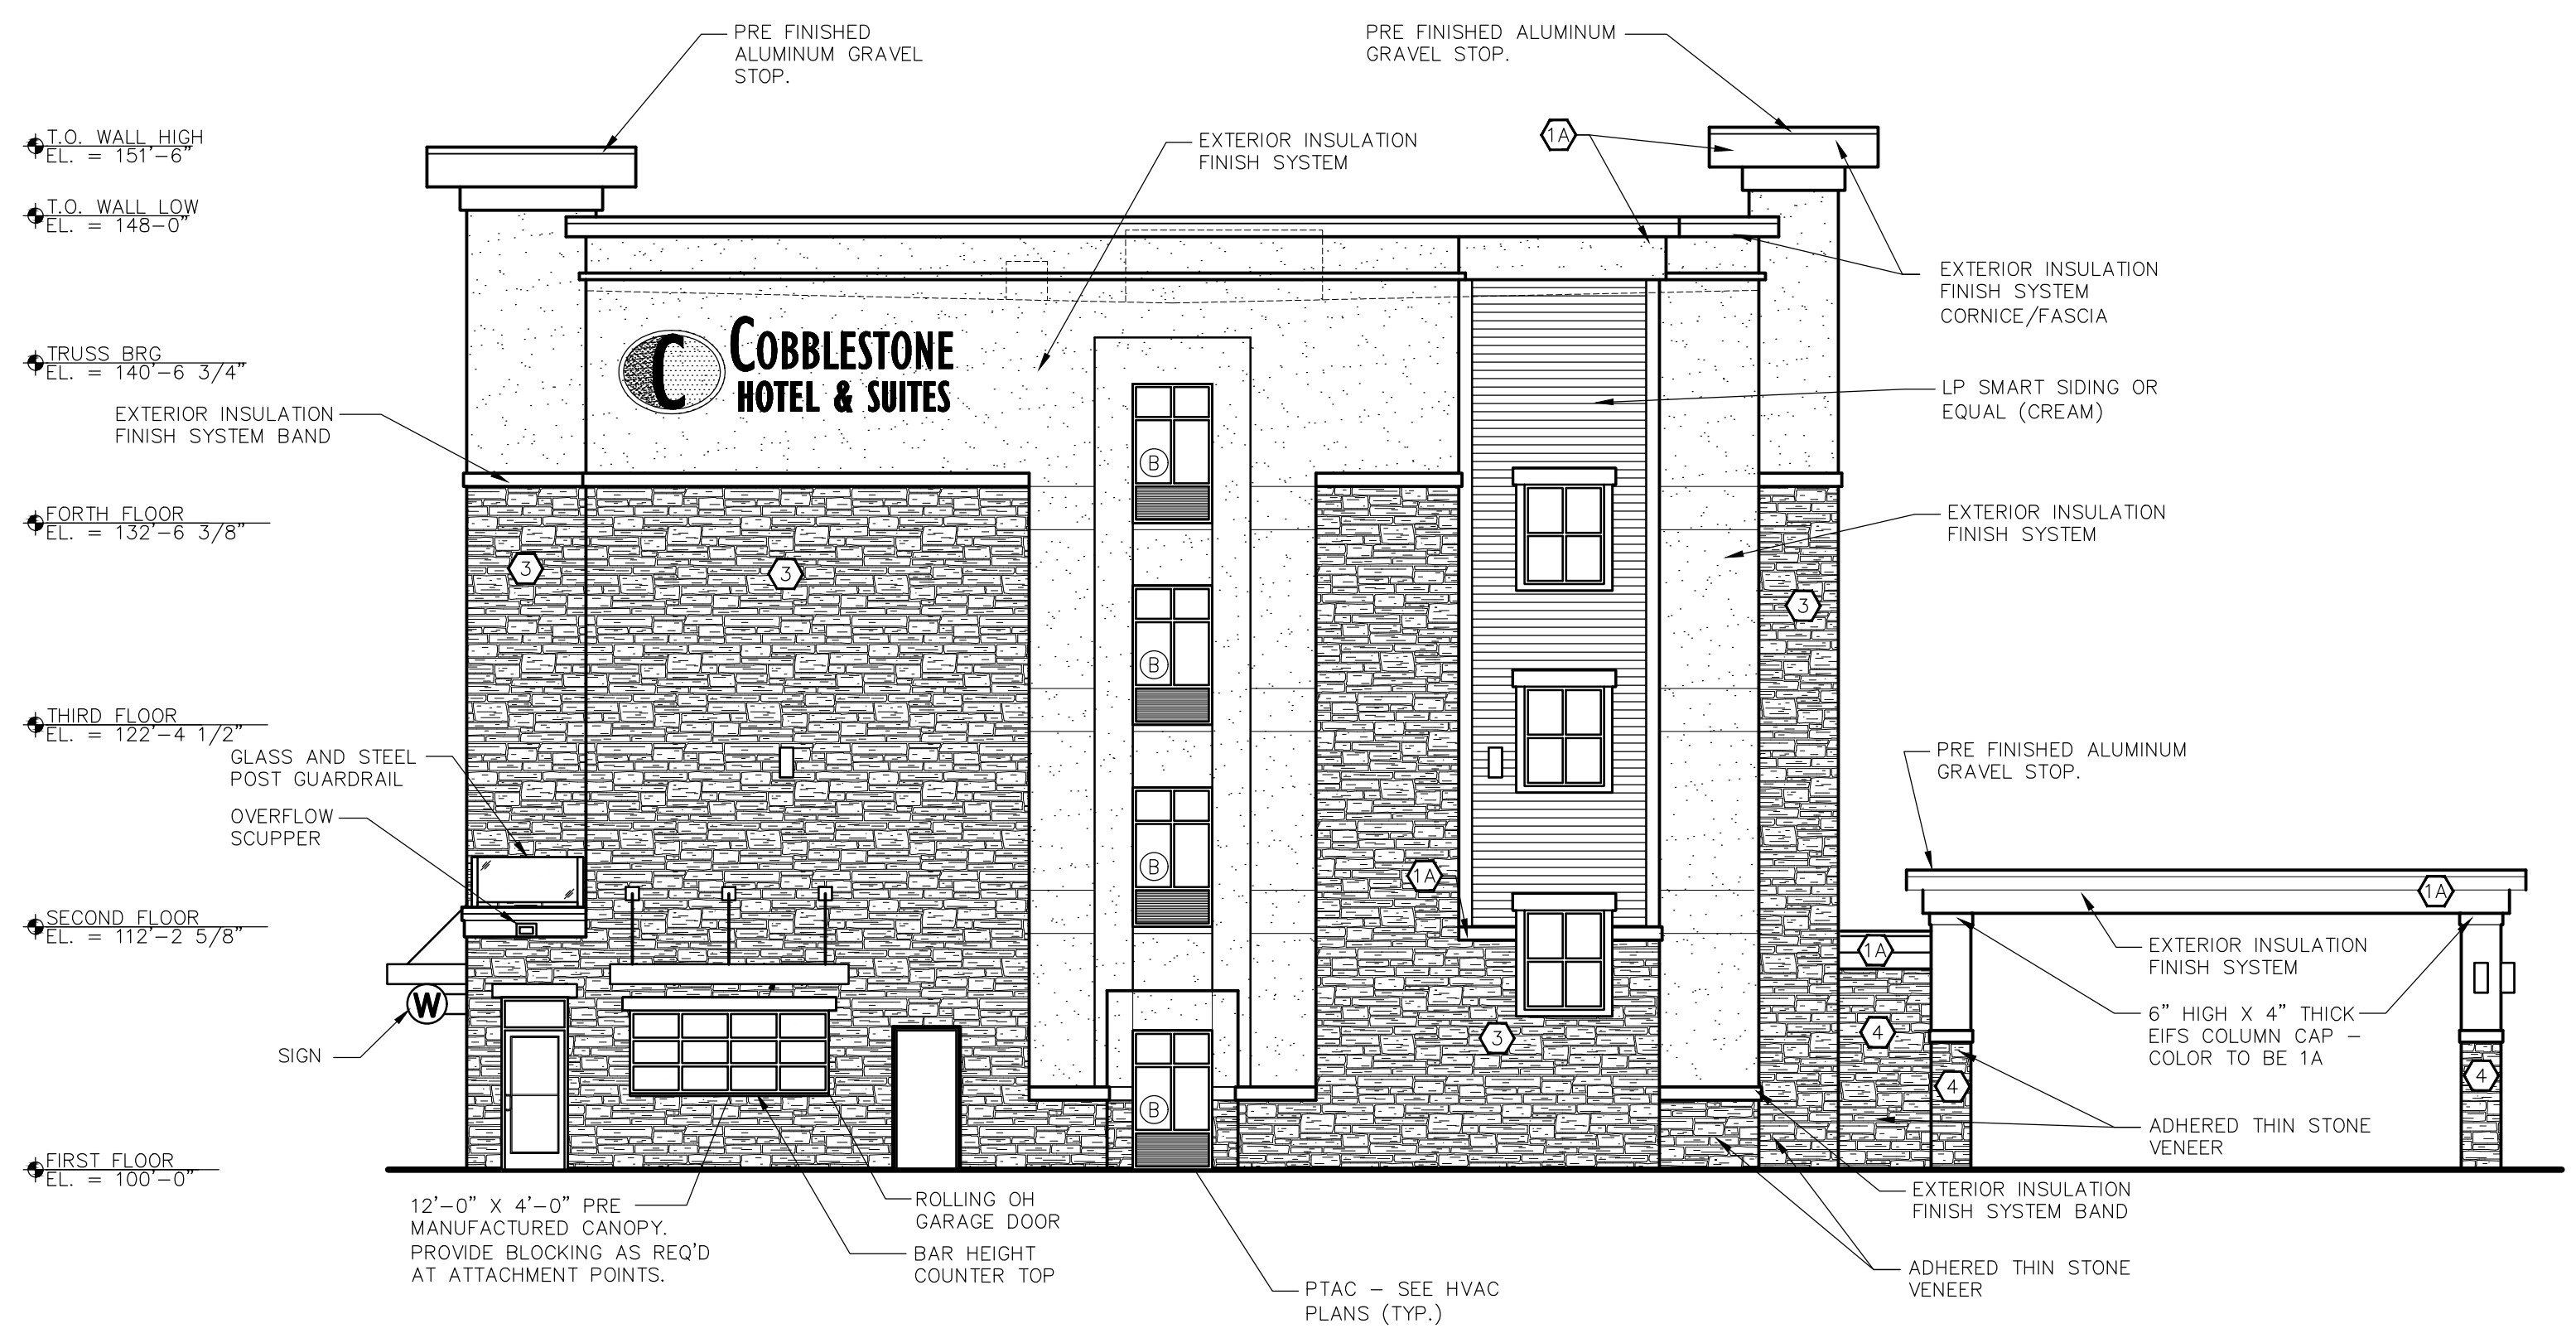 PRE FINISHED
ALUMINUM GRAVEL
STOP.
PRE FINISHED ALUMINUM
GRAVEL STOP.
T.O. WALL HIGH
EL. = 151'-6"
EXTERIOR INSULATION
FINISH SYSTEM
1A
T.O. WALL LOW
EL. = 148-0"
EXTERIOR INSULATION
FINISH SYSTEM
CORNICE/FASCIA
C
COBBLESTONE
HOTEL & SUITES
TRUSS BRG
EL. = 140'-6 3/4"
LP SMART SIDING OR
EQUAL (CREAM)
EXTERIOR INSULATION
FINISH SYSTEM BAND
B
FORTH FLOOR
EL. = 132'-6 3/8"
EXTERIOR INSULATION
FINISH SYSTEM
3
3
3
B
THIRD FLOOR
EL. = 122'-4 1/2"
GLASS AND STEEL
POST GUARDRAIL
PRE FINISHED ALUMINUM
GRAVEL STOP.
OVERFLOW
SCUPPER
B
1A
1A
SECOND FLOOR
EL. = 112'-2 5/8"
1A
EXTERIOR INSULATION
FINISH SYSTEM
W
SIGN
3
4
6" HIGH X 4" THICK
EIFS COLUMN CAP -
COLOR TO BE 1A
4
4
B
ADHERED THIN STONE
VENEER
FIRST FLOOR
EL. = 100'-0"
12'-0" X 4'-0" PRE
MANUFACTURED CANOPY.
PROVIDE BLOCKING AS REQ'D
AT ATTACHMENT POINTS.
ROLLING OH
GARAGE DOOR
BAR HEIGHT
COUNTER TOP
EXTERIOR INSULATION
FINISH SYSTEM BAND
PTAC - SEE HVAC
PLANS (TYP.)
ADHERED THIN STONE
VENEER